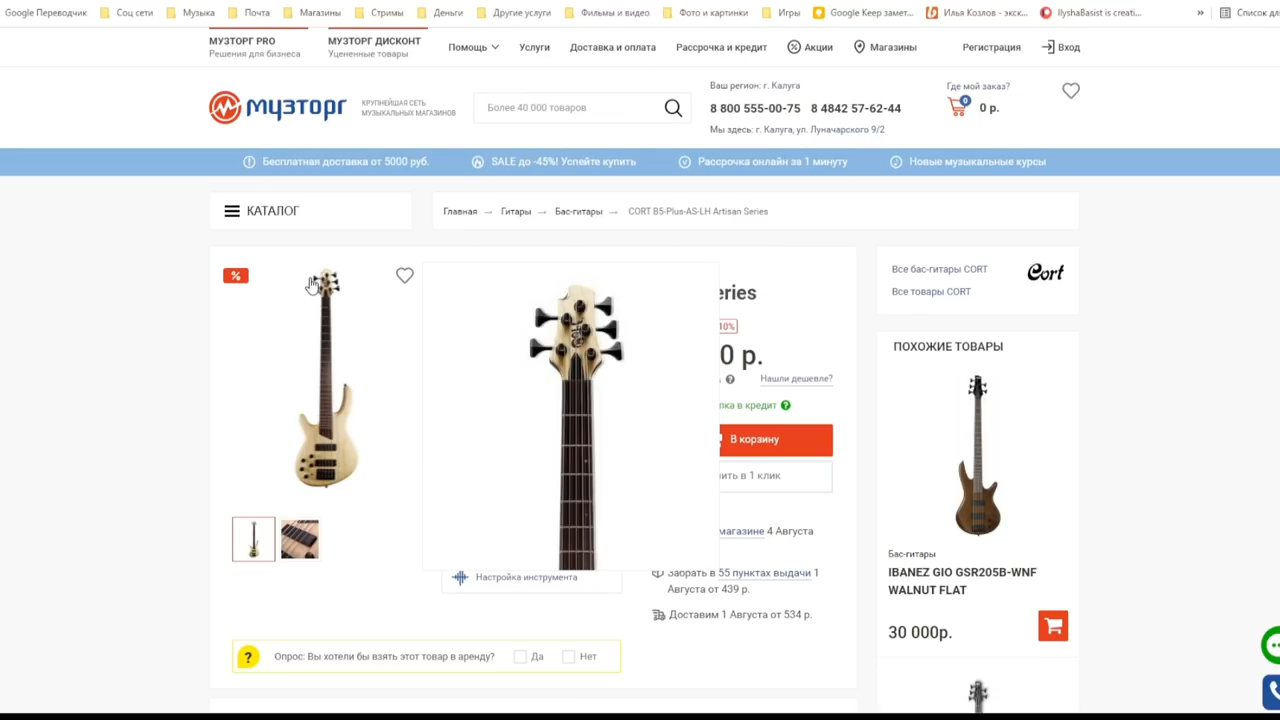 Google Переводчик
Соц сети
Музыка
Почта
Магазины
Стримы
Деньги
Другие услуги
Фильмы и видео
Фото и картинки
Игры
Google Keep замет...
Илья Козлов - экск...
IlyshaBasist is creati...
»
Список дл
МУЗТОРГ PRO
Решения для бизнеса
МУЗТОРГ ДИСКОНТ
Уцененные товары
Помощь
Услуги
Доставка и оплата
Рассрочка и кредит
Акции
Магазины
Регистрация
Вход
музторг
КРУПНЕЙШАЯ СЕТЬ
МУЗЫКАЛЬНЫХ МАГАЗИНОВ
Более 40 000 товаров
Ваш регион: г. Калуга
8 800 555-00-75 8 4842 57-62-44
Мы здесь: г. Калуга, ул. Луначарского 9/2
Где мой заказ?
0
0 р.
Бесплатная доставка от 5000 руб.
SALE до -45%! Успейте купить
Рассрочка онлайн за 1 минуту
Новые музыкальные курсы
КАТАЛОГ
Главная → Гитары → Бас-гитары → CORT B5-Plus-AS-LH Artisan Series
%
eries
10%
0 р.
?
Нашли дешевле?
пка в кредит ?
В корзину
ить в 1 клик
магазине 4 Августа
Забрать в 55 пунктах выдачи 1
Августа от 439 р.
Доставим 1 Августа от 534 р.
Настройка инструмента
? Опрос: Вы хотели бы взять этот товар в аренду? Да Нет
Все бас-гитары CORT
Cort
Все товары CORT
ПОХОЖИЕ ТОВАРЫ
Бас-гитары
IBANEZ GIO GSR205B-WNF
WALNUT FLAT
30 000р.